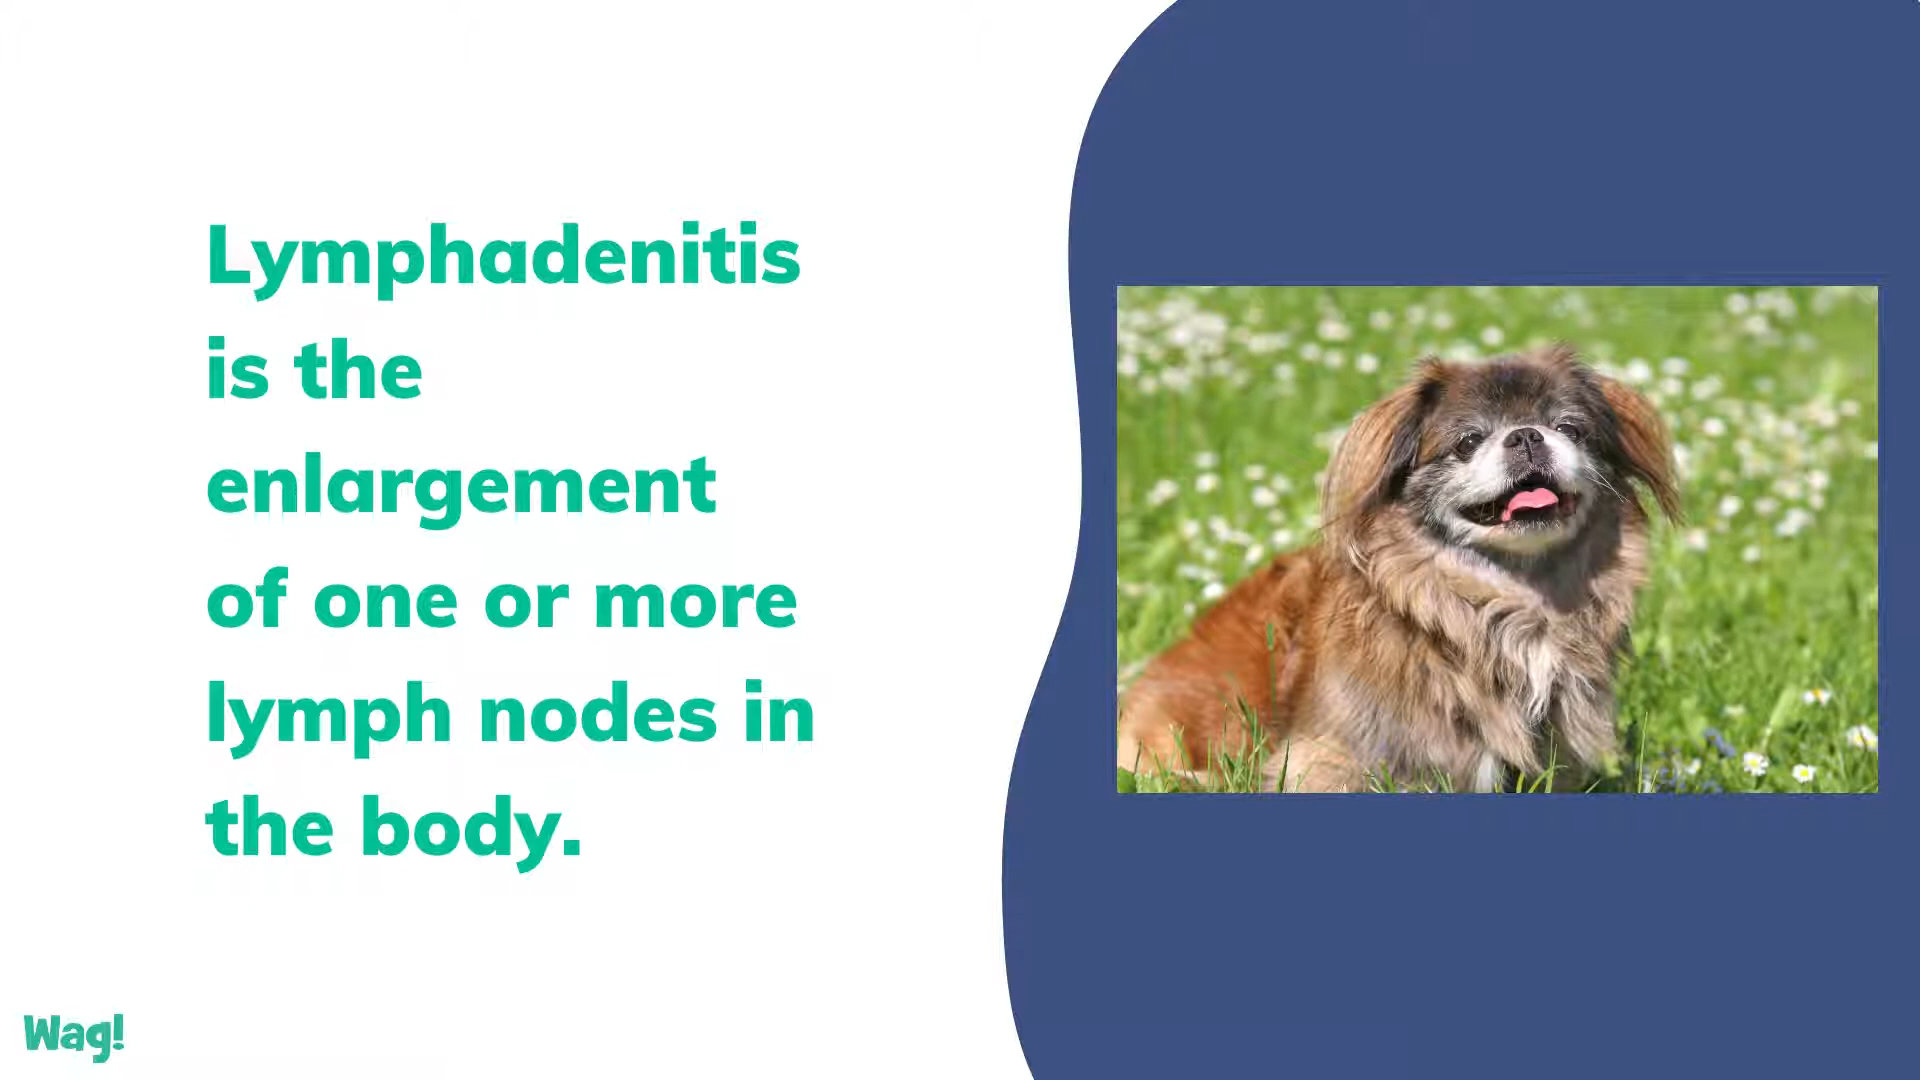 Lymphadenitis
is the
enlargement
of one or more
lymph nodes in
the body.
Wag!